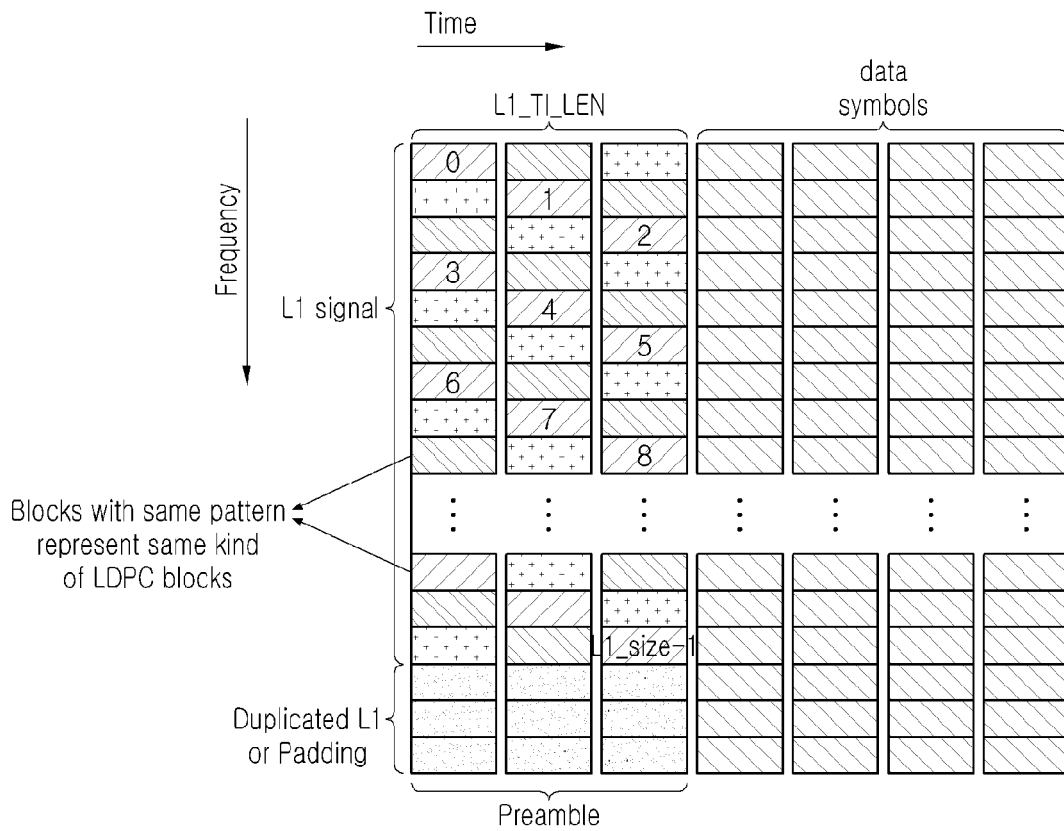 Time
L1_TI_LEN
data
symbols
Frequency
L1 signal
0
1
2
3
4
5
6
7
8
Blocks with same pattern
represent same kind
of LDPC blocks
L1_size-1
Duplicated L1
or Padding
Preamble